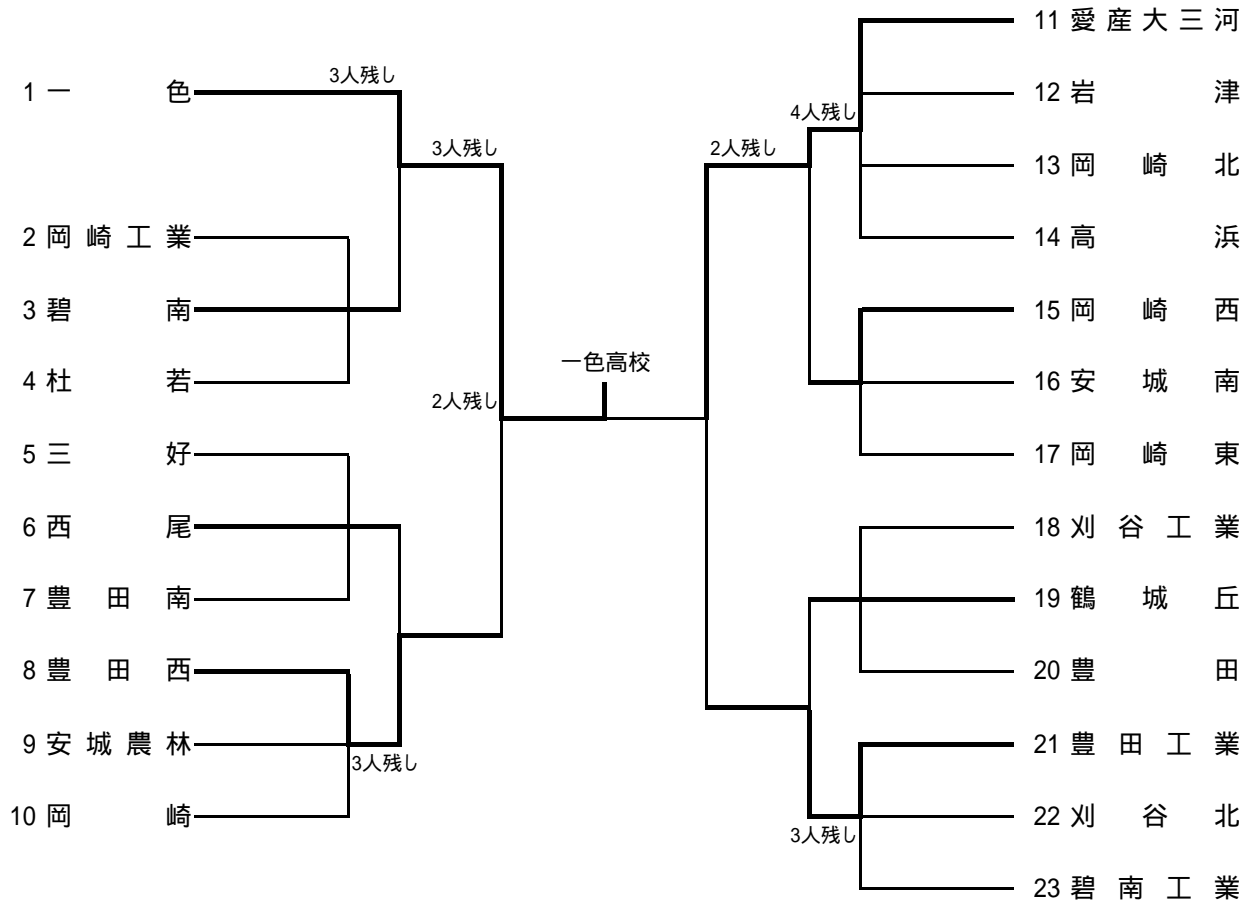 1 一色
2 岡崎工業
3 碧南
4 杜若
5 三好
6 西尾
7 豊田南
8 豊田西
9 安城農林
10 岡崎
3人残し
3人残し
2人残し
3人残し
一色高校
2人残し
4人残し
3人残し
11 愛産大三河
12 岩津
13 岡崎北
14 高浜
15 岡崎西
16 安城南
17 岡崎東
18 刈谷工業
19 鶴城丘
20 豊田
21 豊田工業
22 刈谷北
23 碧南工業